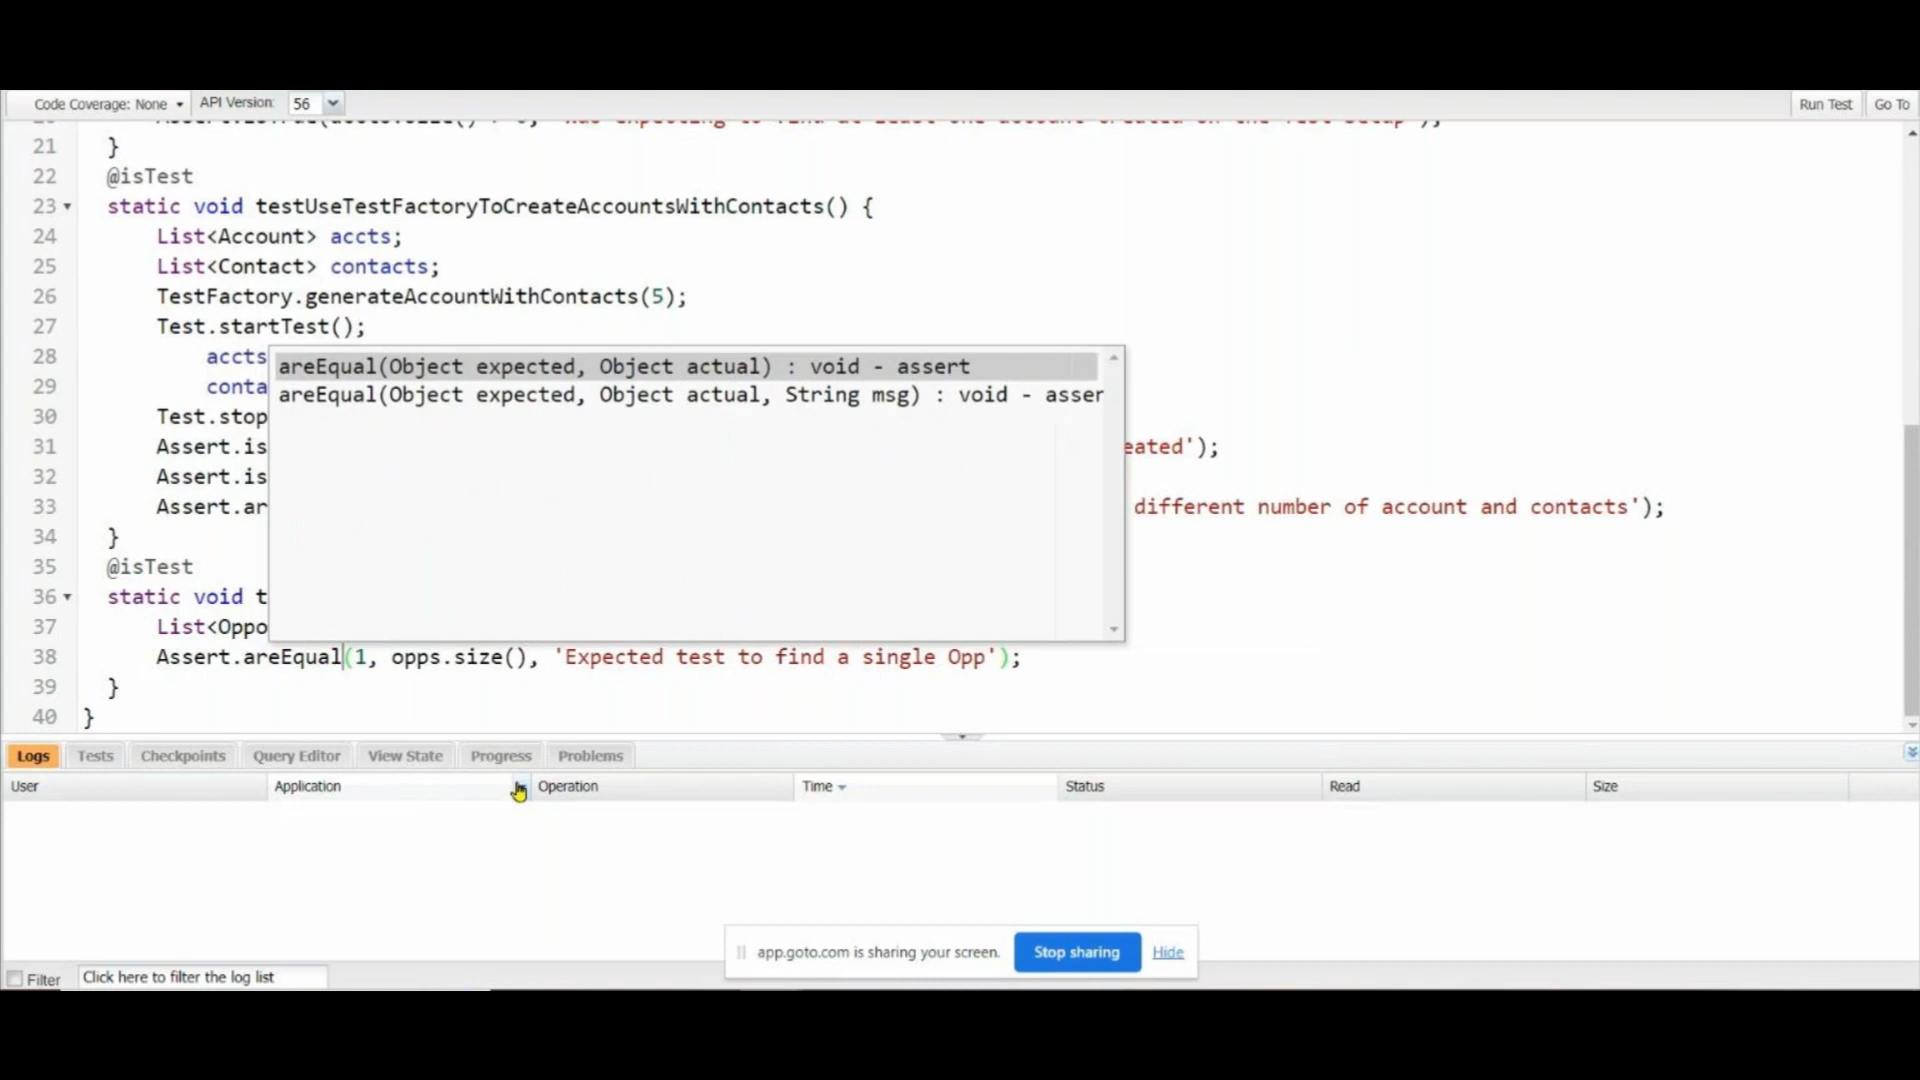 Code Coverage: None API Version: 56 Run Test Go To
21 }
22 @isTest
23 static void testUseTestFactoryToCreateAccountsWithContacts() {
24 List<Account> accts;
25 List<Contact> contacts;
26 TestFactory.generateAccountWithContacts(5);
27 Test.startTest();
28 accts
areEqual(Object expected, Object actual) : void - assert
29 conta
areEqual(Object expected, Object actual, String msg) : void - asser
30 Test.stop
31 Assert.is eated');
32 Assert.is
33 Assert.ar different number of account and contacts');
34 }
35 @isTest
36 static void t
37 List<Oppo
38 Assert.areEqual(1, opps.size(), 'Expected test to find a single Opp');
39 }
40 }
Logs Tests Checkpoints Query Editor View State Progress Problems
User Application Operation Time Status Read Size
app.goto.com is sharing your screen. Stop sharing Hide
Filter Click here to filter the log list